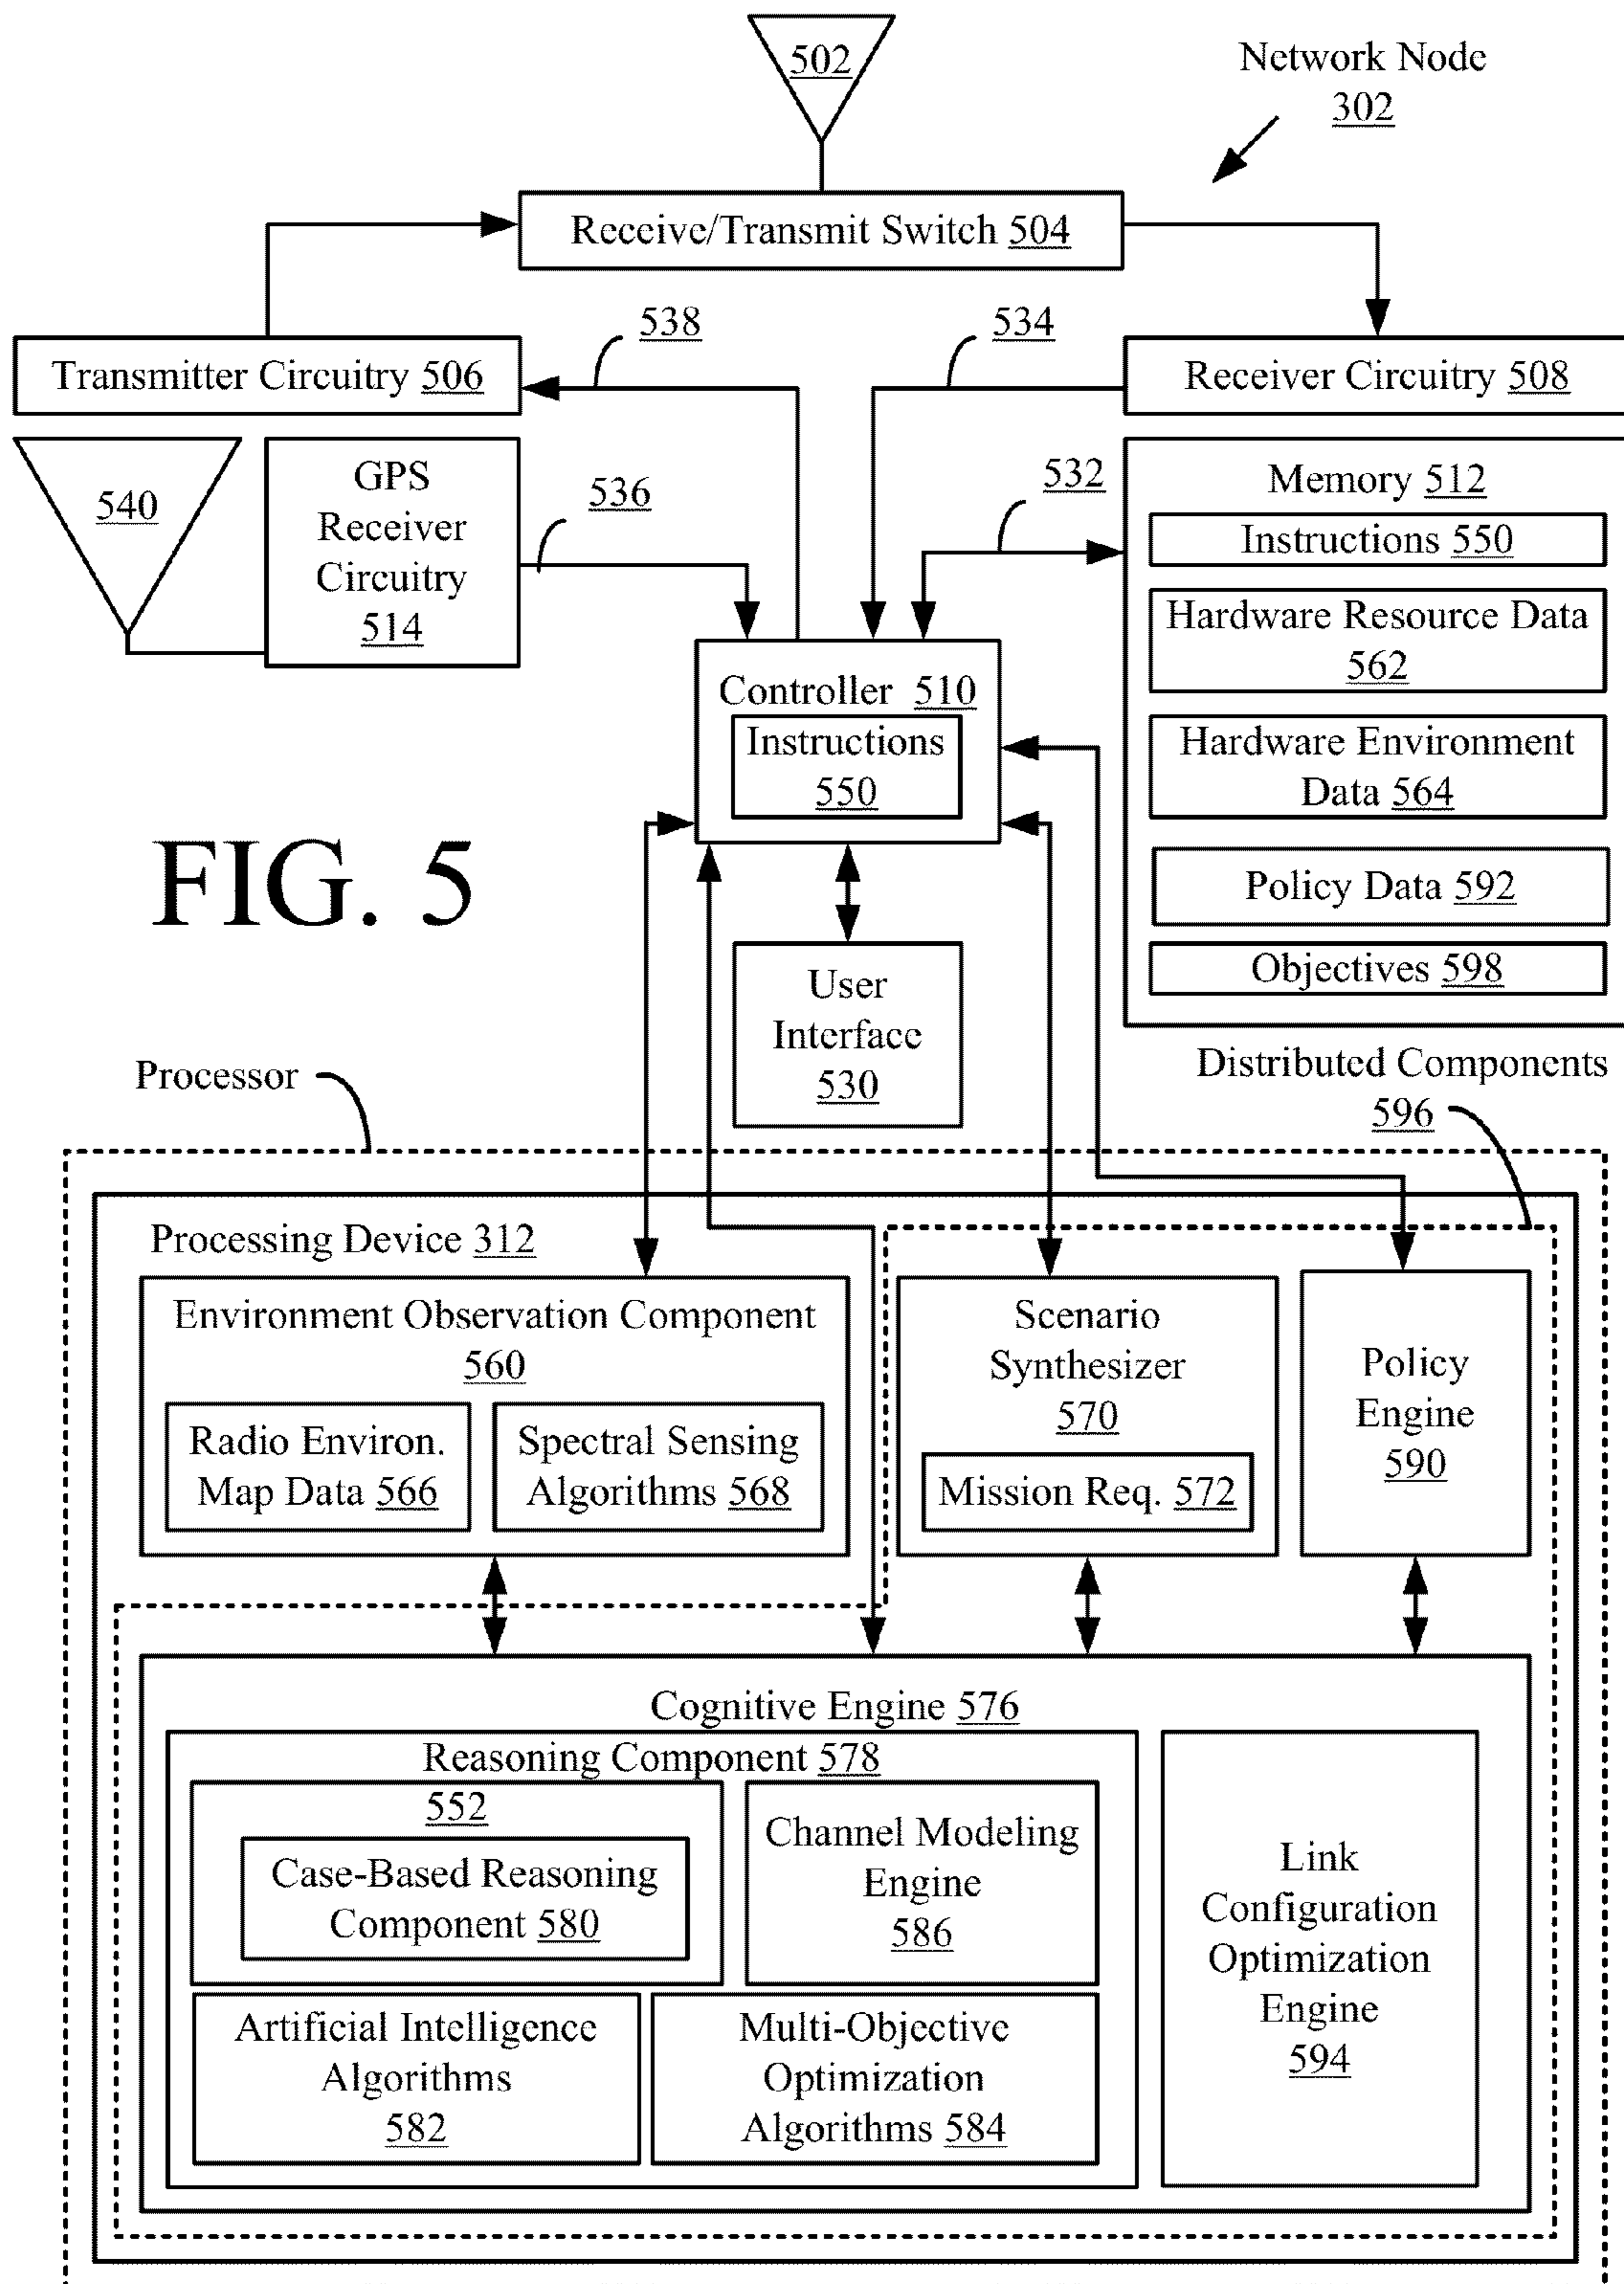 502
Network Node
302
Receive/Transmit Switch 504
538
534
Transmitter Circuitry 506
Receiver Circuitry 508
540
GPS
Receiver
Circuitry
514
536
532
Memory 512
Instructions 550
Hardware Resource Data
562
Hardware Environment
Data 564
Policy Data 592
Objectives 598
Controller 510
Instructions
550
FIG. 5
User
Interface
530
Processor
Distributed Components
596
Processing Device 312
Environment Observation Component
560
Radio Environ.
Map Data 566
Spectral Sensing
Algorithms 568
Scenario
Synthesizer
570
Mission Req. 572
Policy
Engine
590
Cognitive Engine 576
Reasoning Component 578
552
Case-Based Reasoning
Component 580
Channel Modeling
Engine
586
Artificial Intelligence
Algorithms
582
Multi-Objective
Optimization
Algorithms 584
Link
Configuration
Optimization
Engine
594